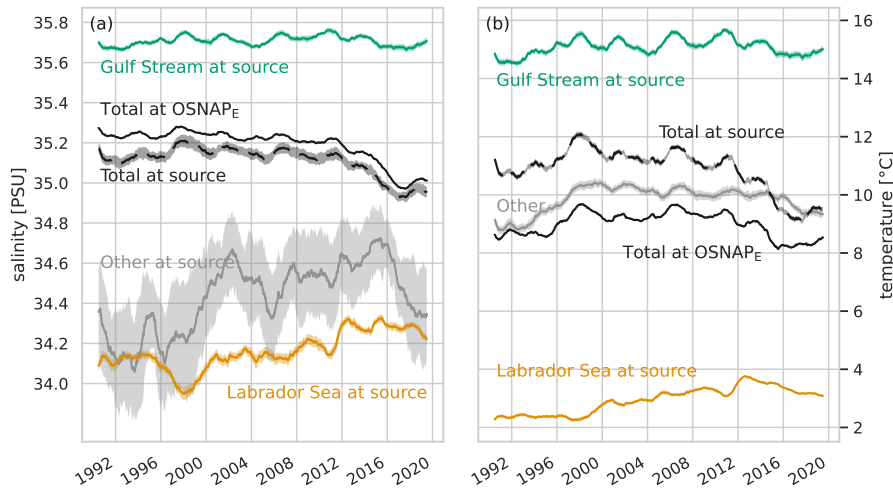 (a)
35.8
35.6
35.4
35.2
35.0
34.8
34.6
34.4
34.2
34.0
salinity [PSU]
Gulf Stream at source
Total at OSNAP_E
Total at source
Other at source
Labrador Sea at source
1992
1996
2000
2004
2008
2012
2016
2020
(b)
16
14
12
10
8
6
4
2
temperature [°C]
Gulf Stream at source
Total at source
Other
Total at OSNAP_E
Labrador Sea at source
1992
1996
2000
2004
2008
2012
2016
2020